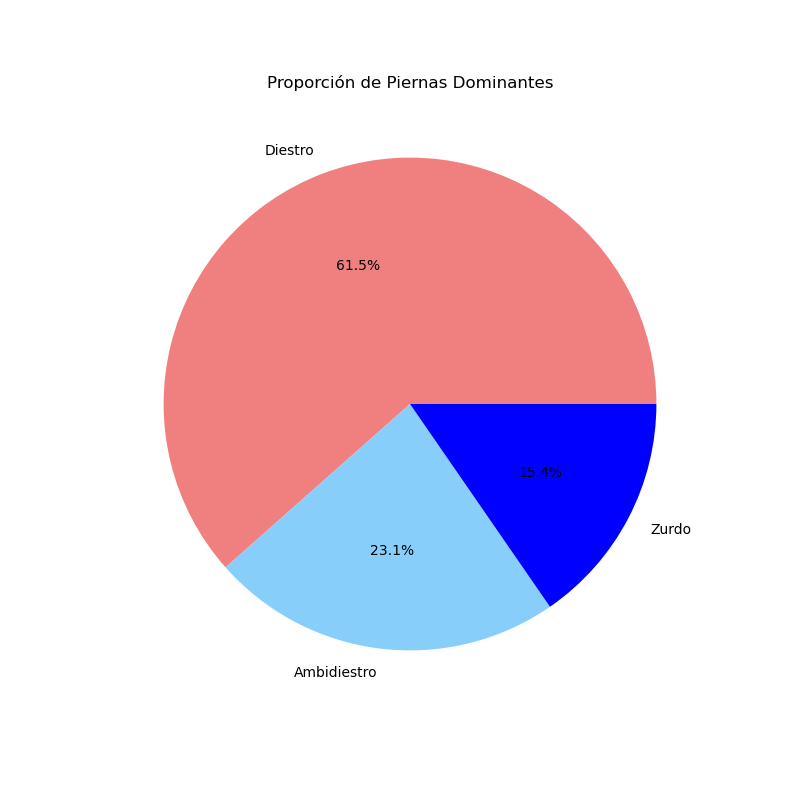 Proporción de Piernas Dominantes
Diestro
61.5%
15.4%
Zurdo
23.1%
Ambidiestro